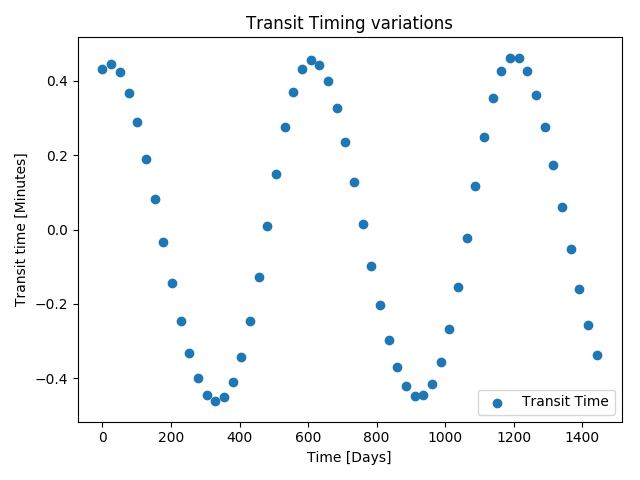 Transit Timing variations
0.4
0.2
0.0
−0.2
−0.4
Transit time [Minutes]
Transit Time
0 200 400 600 800 1000 1200 1400
Time [Days]